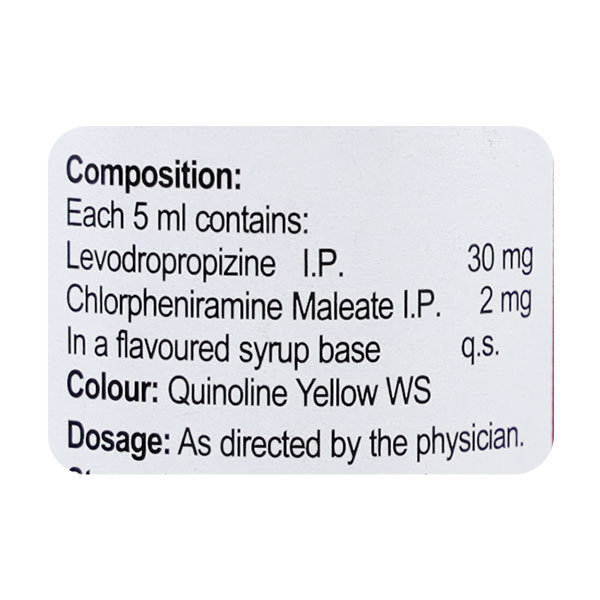 Composition:
Each 5 ml contains:
Levodropropizine I.P. 30 mg
Chlorpheniramine Maleate I.P. 2 mg
In a flavoured syrup base q.s.
Colour: Quinoline Yellow WS
Dosage: As directed by the physician.